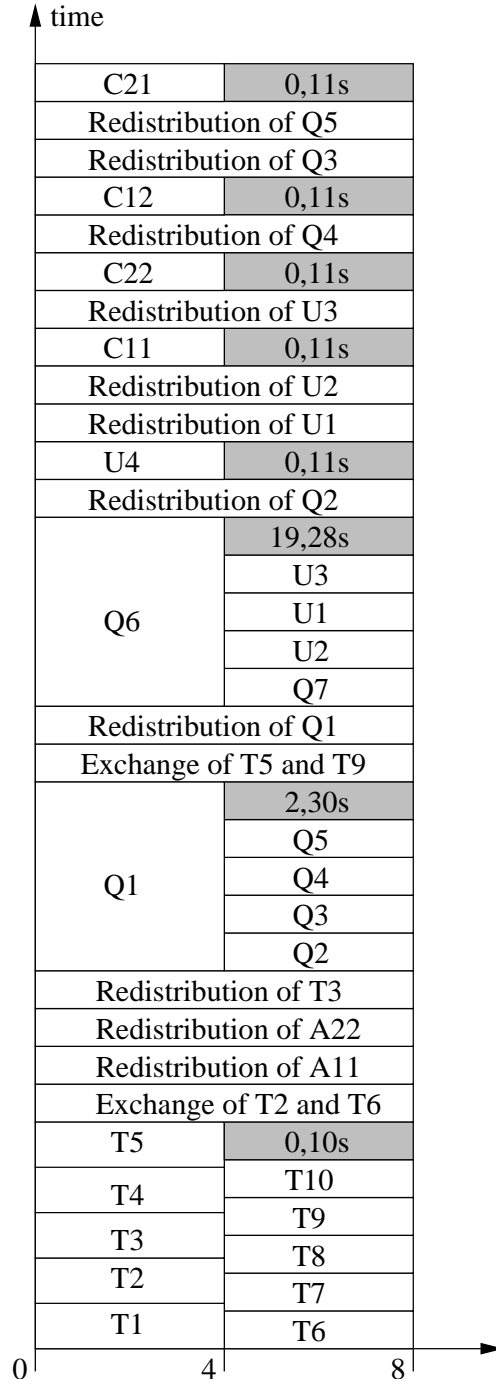 time
C21 0,11s
Redistribution of Q5
Redistribution of Q3
C12 0,11s
Redistribution of Q4
C22 0,11s
Redistribution of U3
C11 0,11s
Redistribution of U2
Redistribution of U1
U4 0,11s
Redistribution of Q2
19,28s
U3
Q6 U1
U2
Q7
Redistribution of Q1
Exchange of T5 and T9
2,30s
Q5
Q1 Q4
Q3
Q2
Redistribution of T3
Redistribution of A22
Redistribution of A11
Exchange of T2 and T6
T5 0,10s
T4 T10
T3 T9
T2 T8
T7
T1 T6
0 4 8